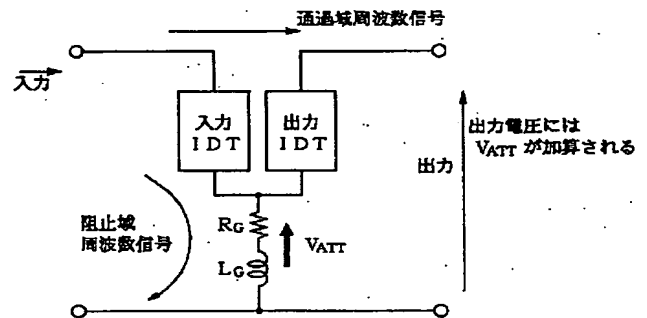 通過域周波数信号
入力
入力
IDT
出力
IDT
出力電圧には
VATT が加算される
出力
阻止域
周波数信号
RG
VATT
LG